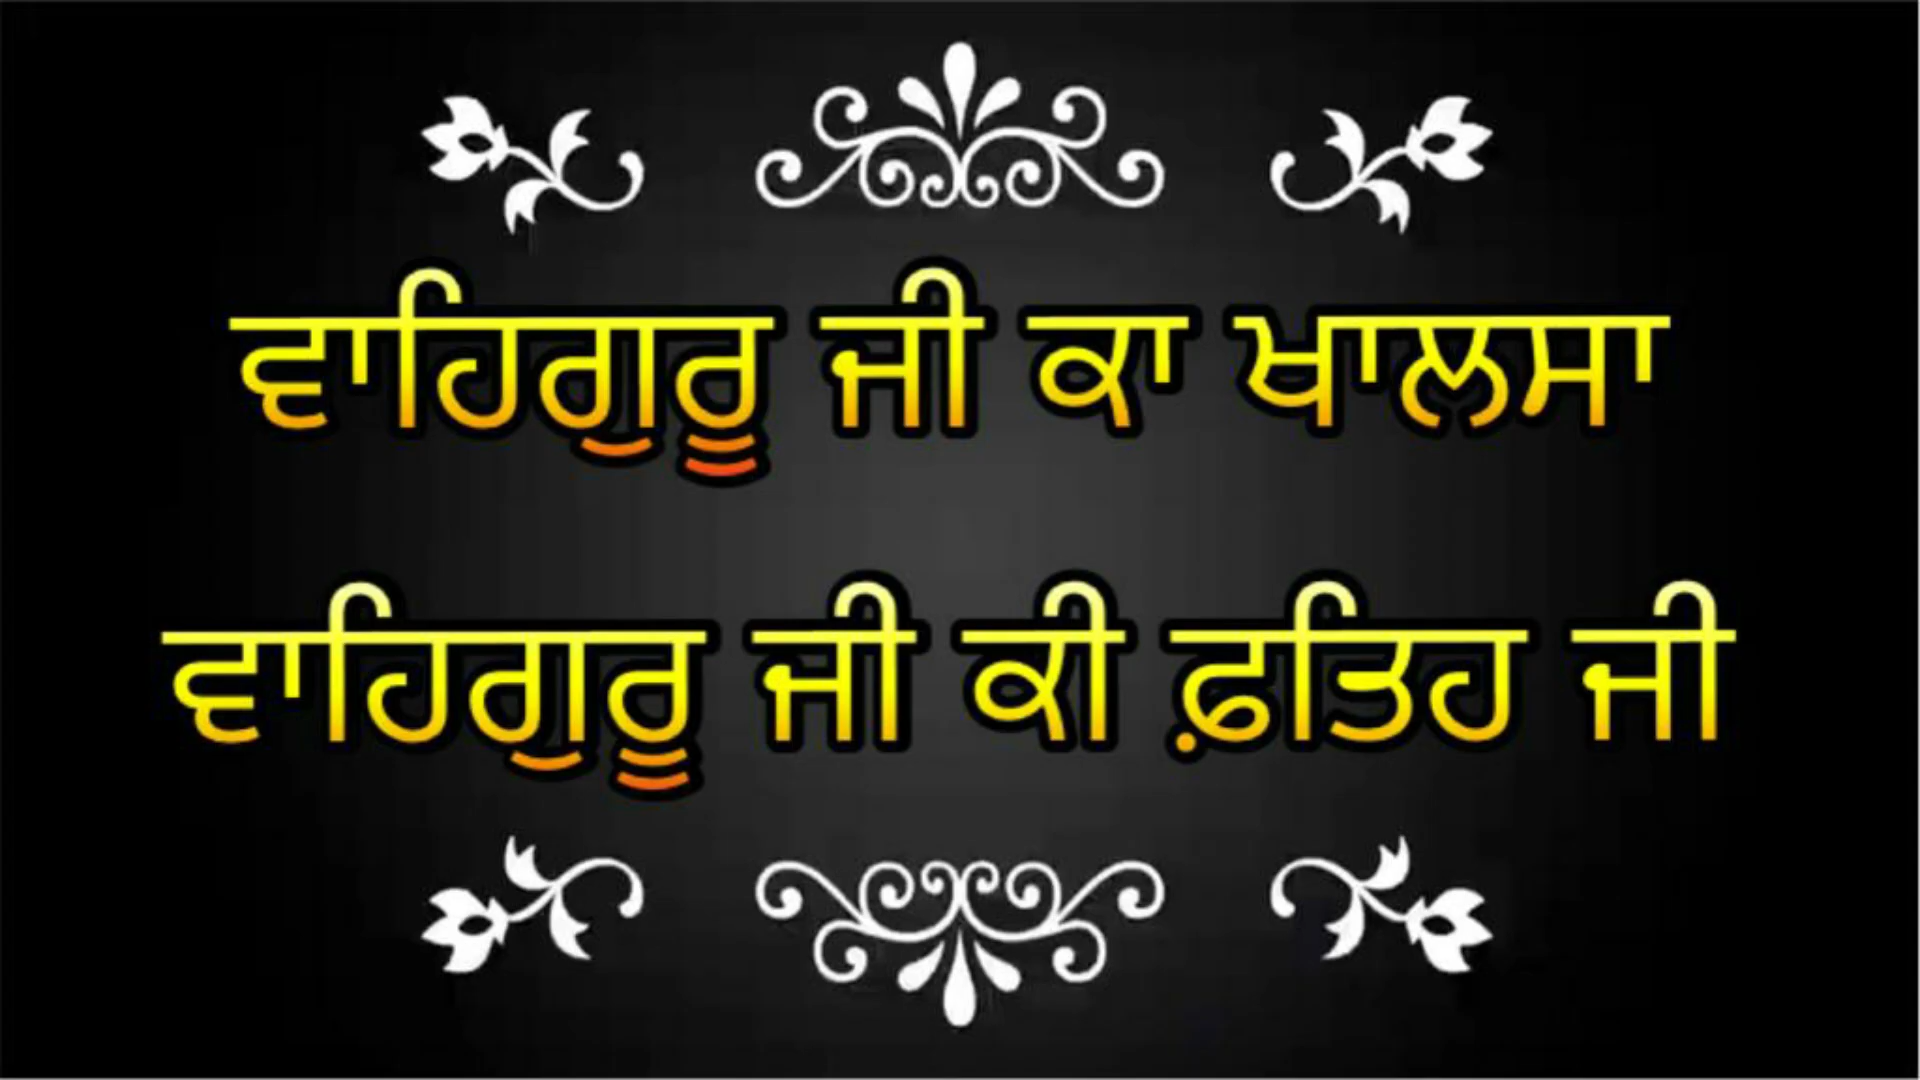 ਵਾਹਿਗੁਰੂ ਜੀ ਕਾ ਖਾਲਸਾ
ਵਾਹਿਗੁਰੂ ਜੀ ਕੀ ਫ਼ਤਿਹ ਜੀ